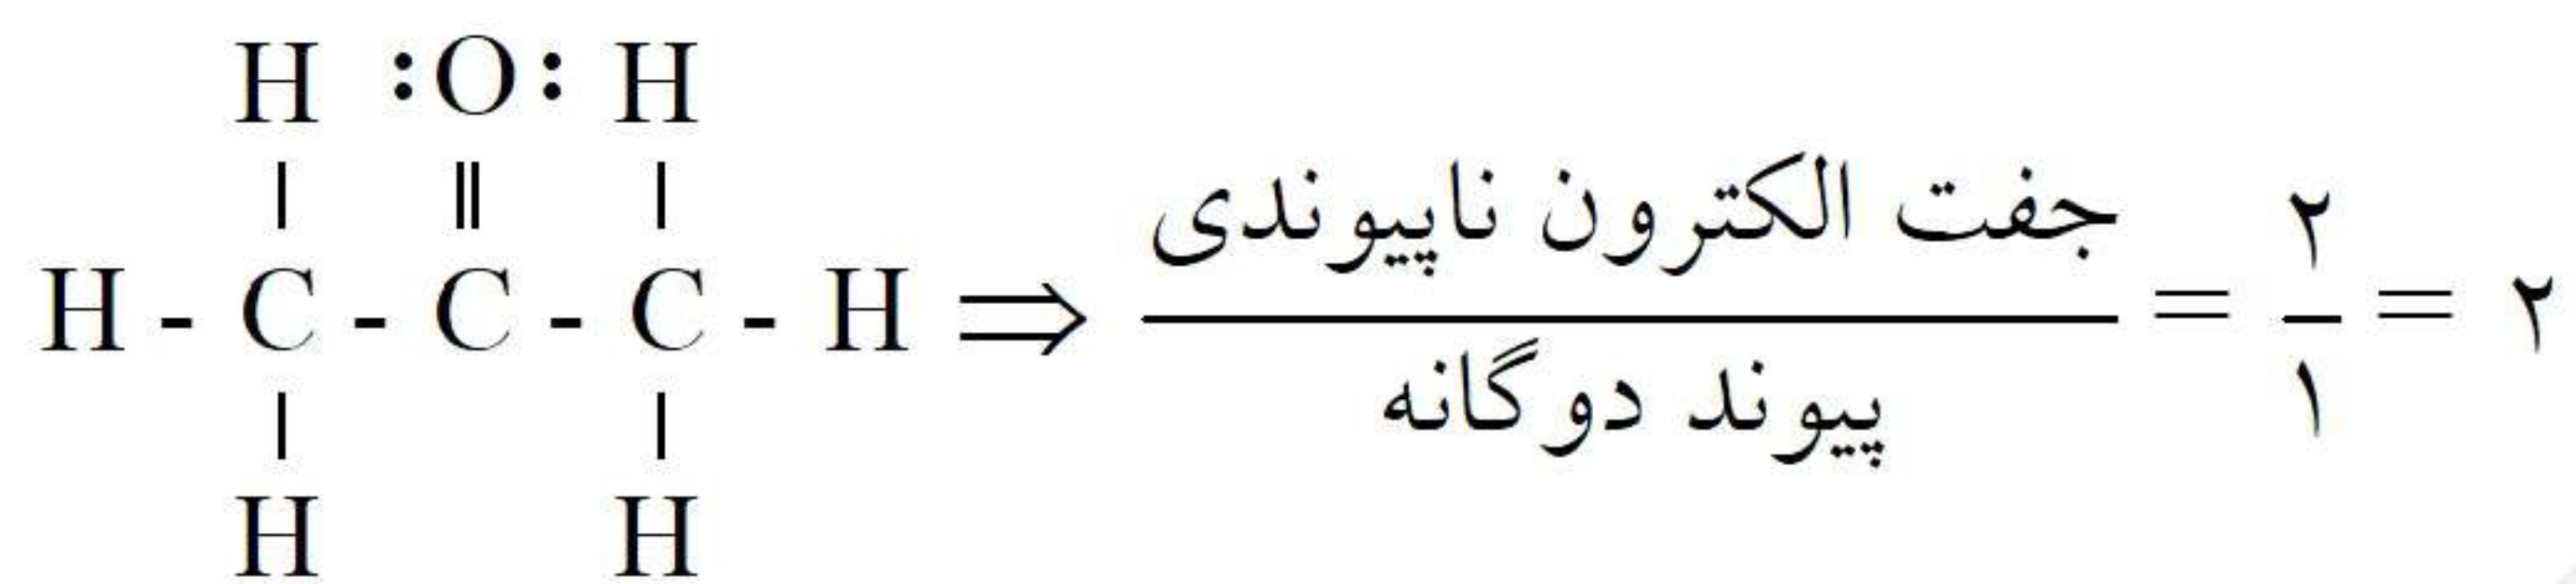 H :O: H
| || |
H - C - C - C - H ⇒ جفت الکترون ناپیوندی / پیوند دوگانه = ۲ / ۱ = ۲
| |
H H